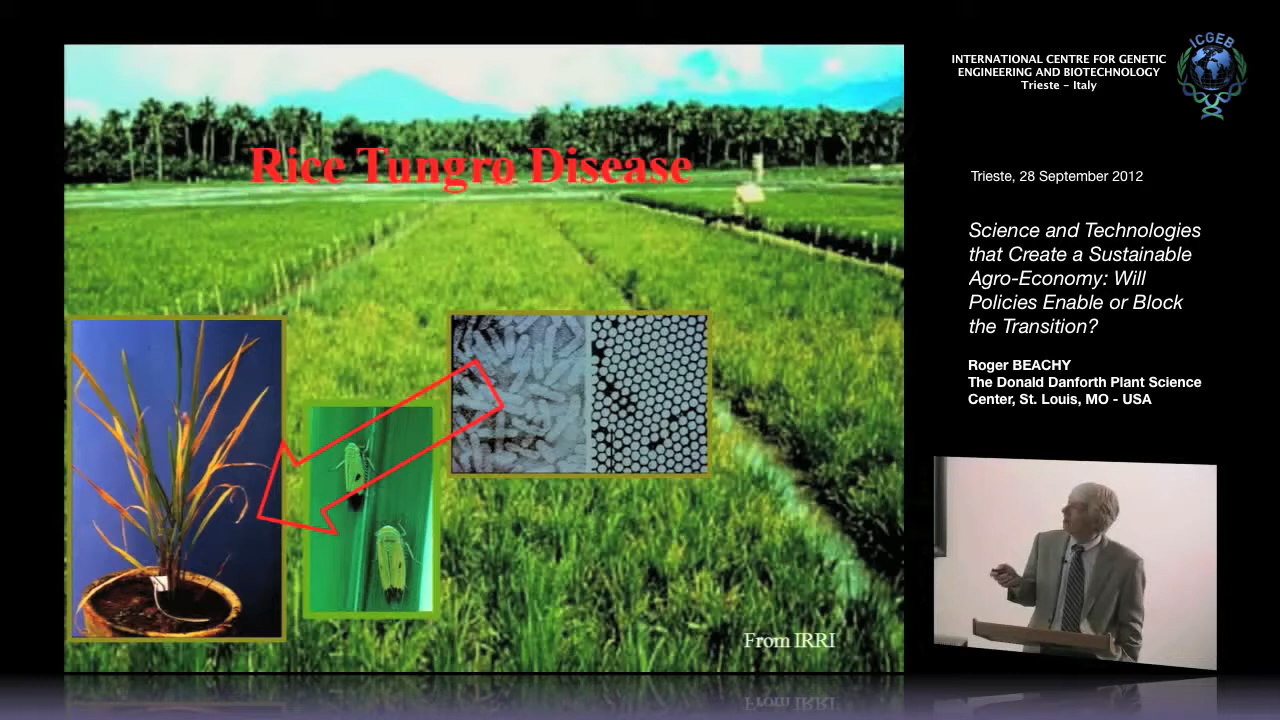 Rice Tungro Disease
From IRRI
ICGEB
INTERNATIONAL CENTRE FOR GENETIC
ENGINEERING AND BIOTECHNOLOGY
Trieste - Italy
Trieste, 28 September 2012
Science and Technologies
that Create a Sustainable
Agro-Economy: Will
Policies Enable or Block
the Transition?
Roger BEACHY
The Donald Danforth Plant Science
Center, St. Louis, MO - USA